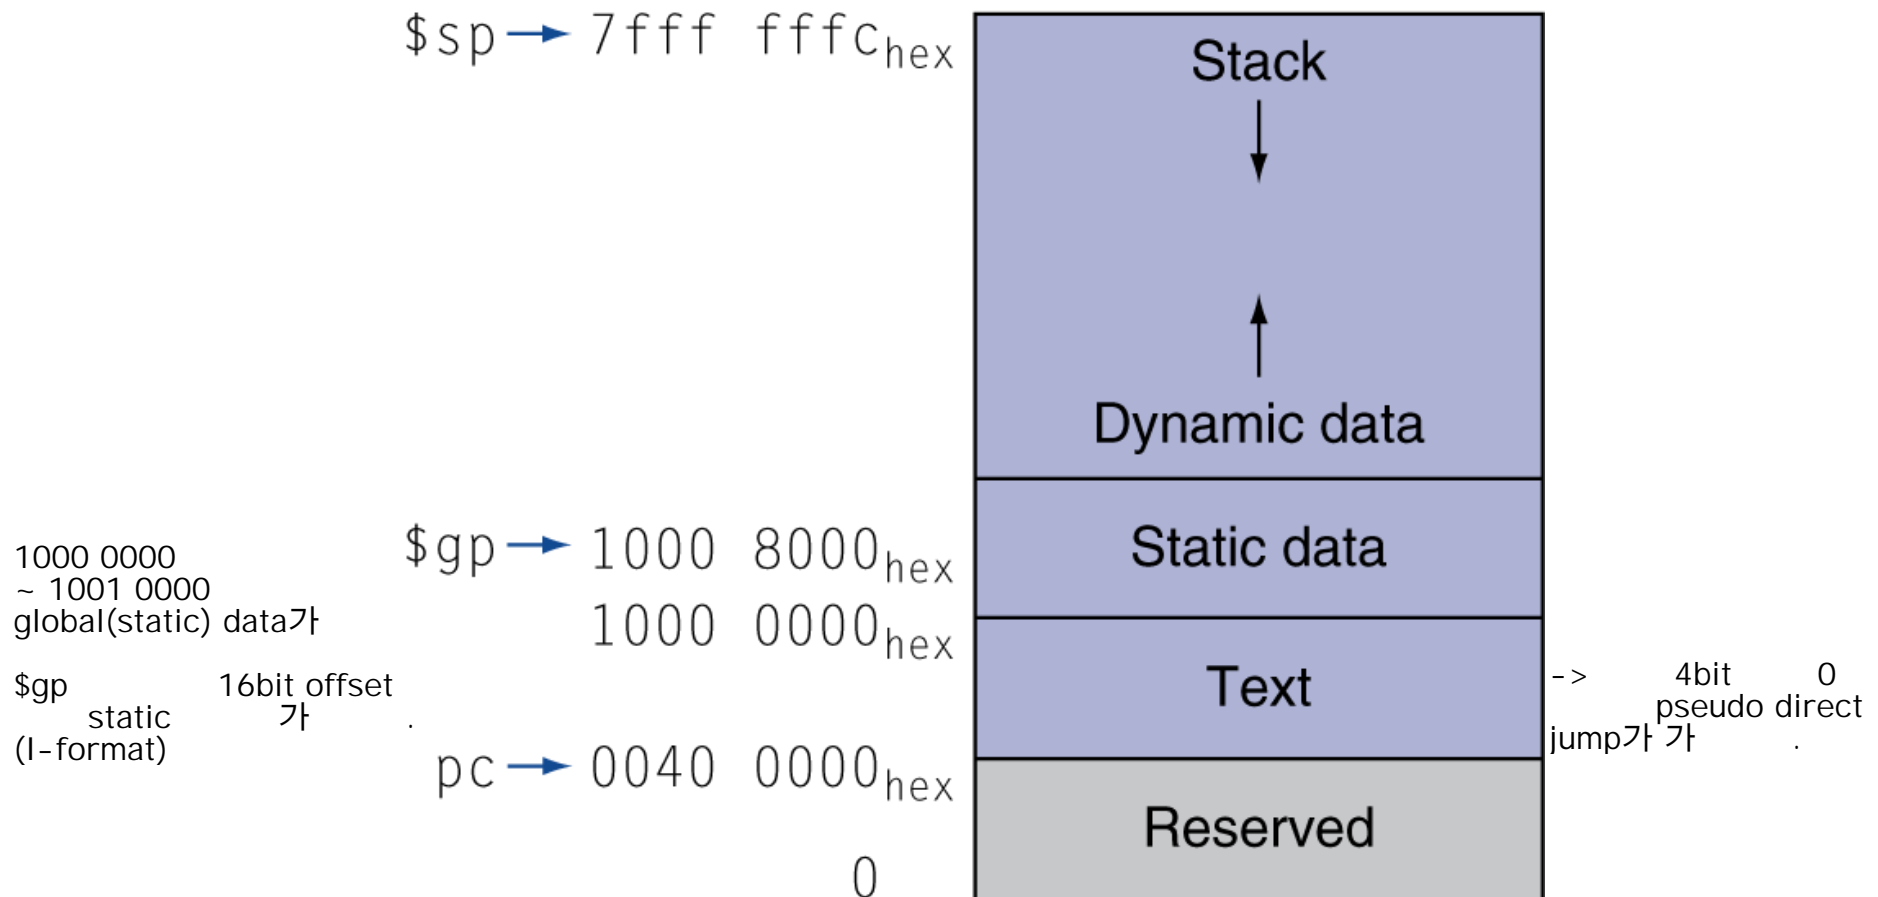 $sp → 7fff fffc hex
Stack
Dynamic data
$gp → 1000 8000 hex
Static data
1000 0000 hex
Text
pc → 0040 0000 hex
Reserved
0
1000 0000
~ 1001 0000
global(static) data가
$gp 16bit offset
static 가 .
(I-format)
-> 4bit 0
pseudo direct
jump가 가 .